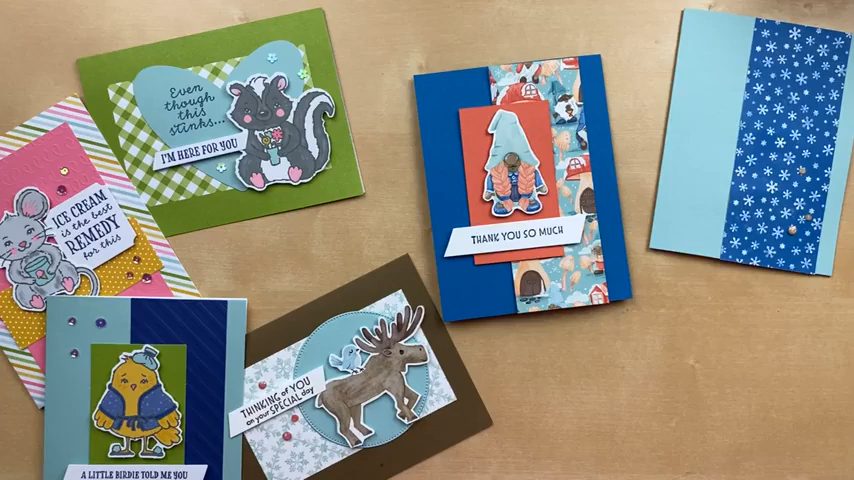 Even
though
this
stinks...
I'M HERE FOR YOU
ICE CREAM
is the best
REMEDY
for this
THANK YOU SO MUCH
THINKING of YOU
on your SPECIAL day
A LITTLE BIRDIE TOLD ME YOU